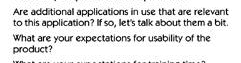 Are additional applications in use that are relevant
to this application? If so, let's talk about them a bit.
What are your expectations for usability of the
product?